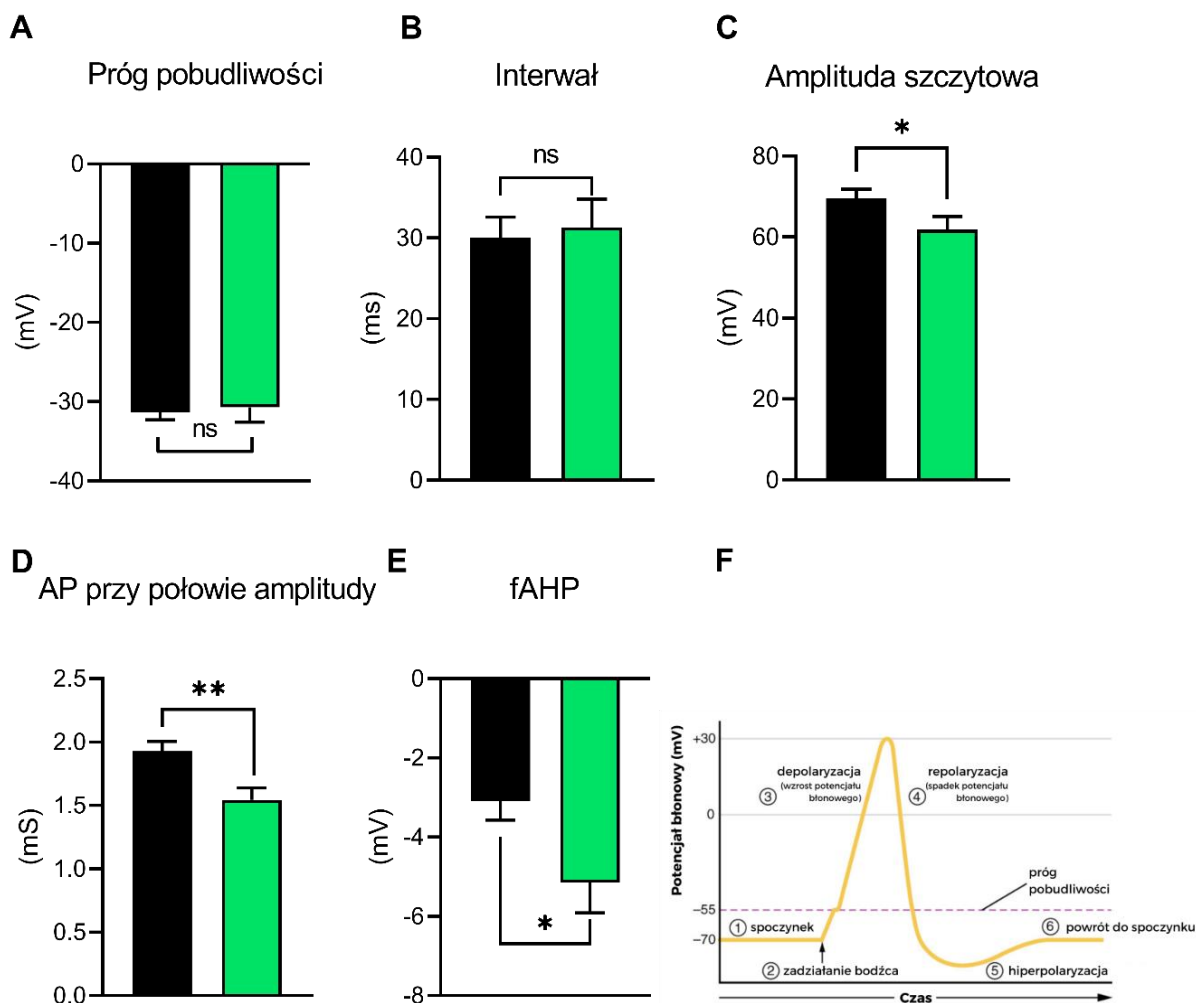 A
Próg pobudliwości
0
-10
-20
-30
-40
(mV)
ns
B
Interwał
40
30
20
10
0
(ms)
ns
C
Amplituda szczytowa
80
60
40
20
0
(mV)
*
D
AP przy połowie amplitudy
2.5
2.0
1.5
1.0
0.5
0.0
(mS)
**
E
fAHP
0
-2
-4
-6
-8
(mV)
*
F
Potencjał błonowy (mV)
+30
0
−55
−70
depolaryzacja
(wzrost potencjału
③ błonowego)
repolaryzacja
(spadek potencjału
④ błonowego)
próg
pobudliwości
① spoczynek
② zadziałanie bodźca
⑥ powrót do spoczynku
⑤ hiperpolaryzacja
Czas